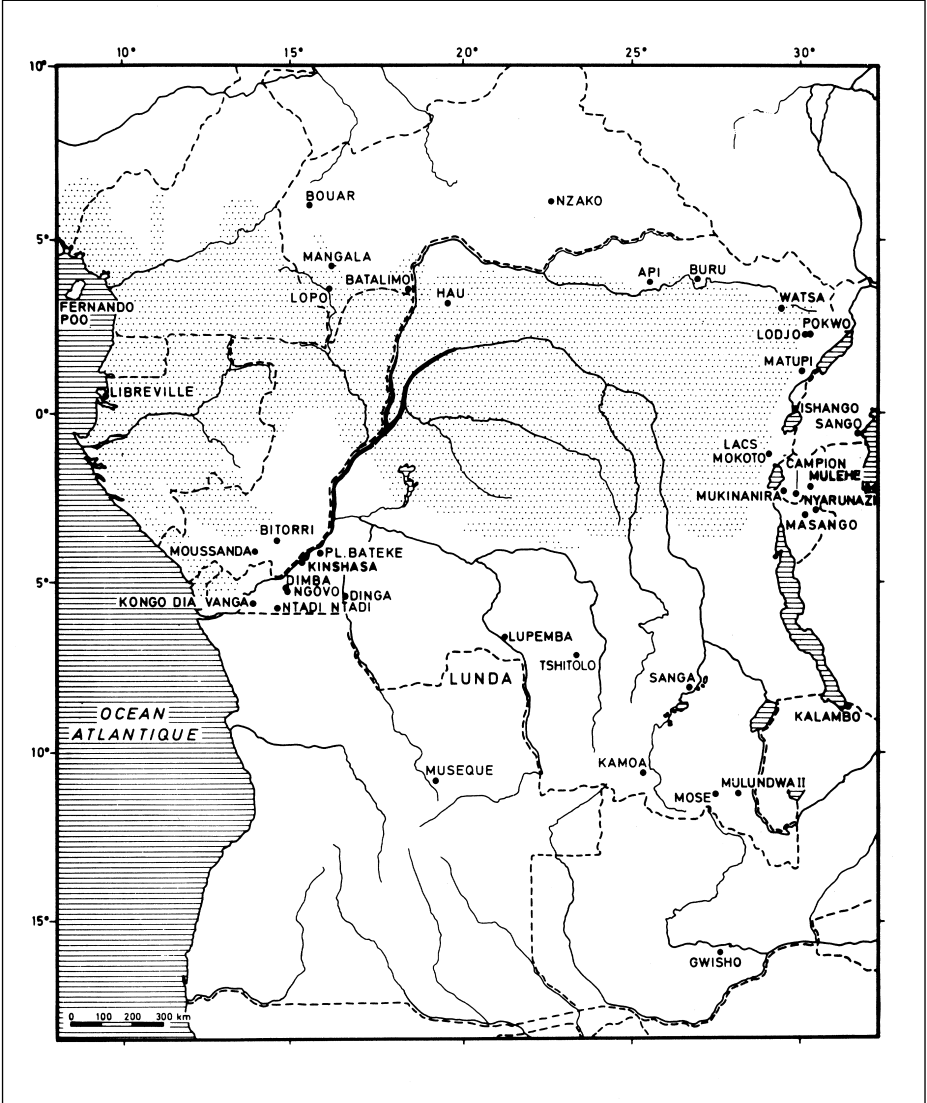 10° 15° 20° 25° 30°
10°
BOUAR
NZAKO
5°
MANGALA
BATALIMO
API
BURU
LOPO
HAU
WATSA
FERNANDO
POO
POKWO
LODJO
MATUPI
LIBREVILLE
0°
ISHANGO
SANGO
LACS
MOKOTO
CAMPION
MULEHE
MUKINANIRA
NYARUNAZI
MASANGO
BITORRI
MOUSSANDA
PL.BATEKE
KINSHASA
5°
DIMBA
NGOVO
DINGA
KONGO DIA VANGA
NTADI NTADI
LUPEMBA
TSHITOLO
LUNDA
SANGA
OCEAN
ATLANTIQUE
KALAMBO
10°
MUSEQUE
KAMOA
MULUNDWA II
MOSE
15°
GWISHO
0 100 200 300 km